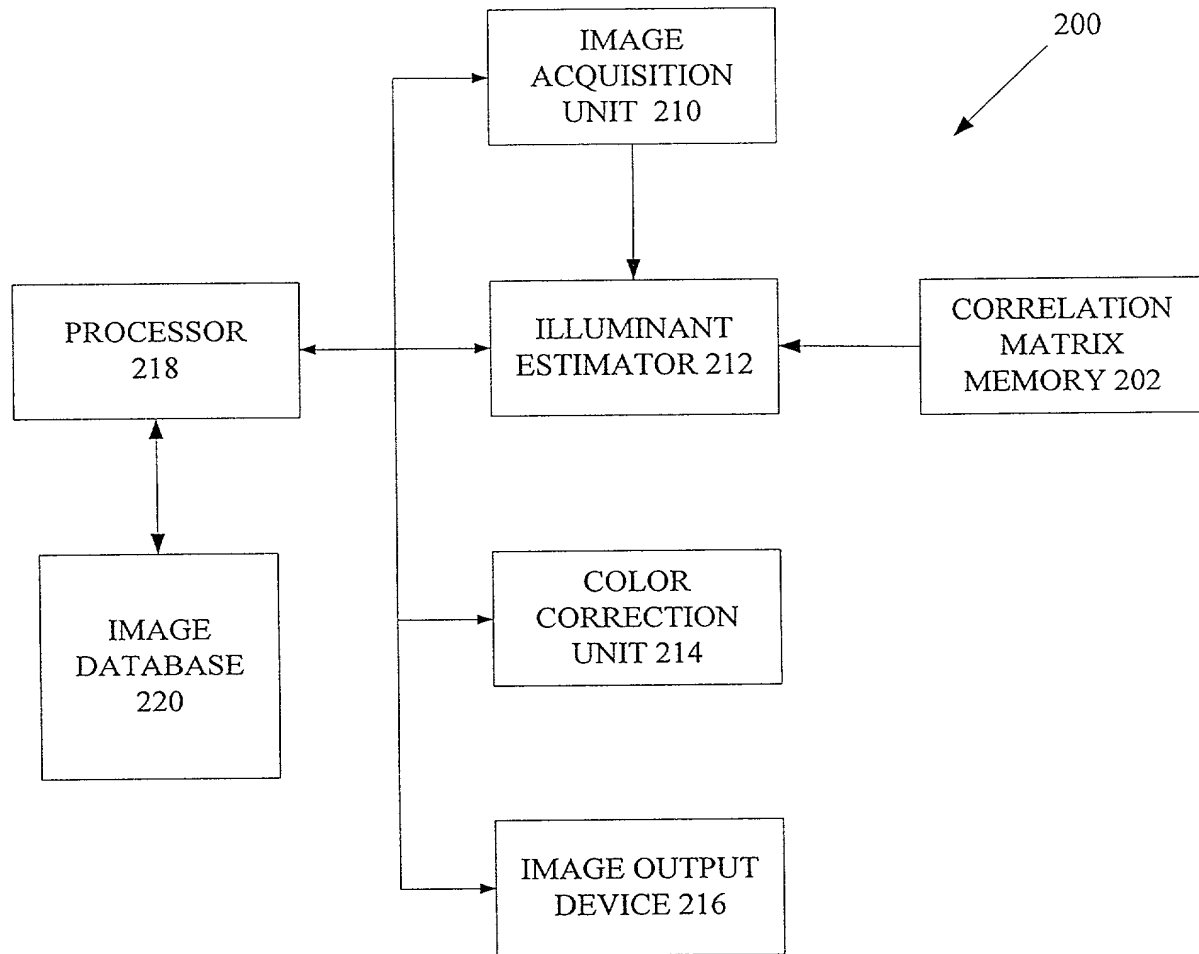 200
IMAGE
ACQUISITION
UNIT 210
PROCESSOR
218
ILLUMINANT
ESTIMATOR 212
CORRELATION
MATRIX
MEMORY 202
IMAGE
DATABASE
220
COLOR
CORRECTION
UNIT 214
IMAGE OUTPUT
DEVICE 216